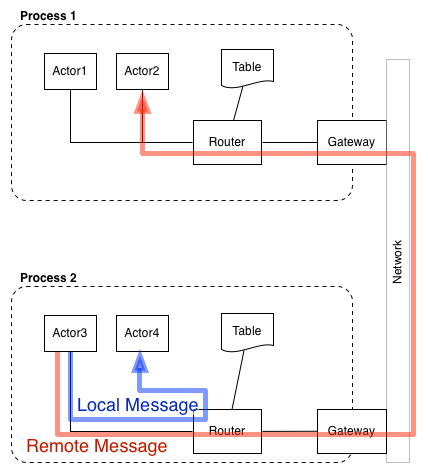 Process 1
Actor1
Actor2
Table
Router
Gateway
Network
Process 2
Actor3
Actor4
Table
Local Message
Router
Gateway
Remote Message